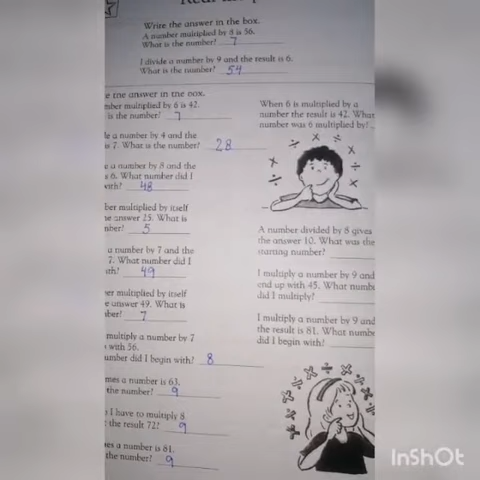 Write the answer in the box.
A number multiplied by 8 is 56.
What is the number? 7
I divide a number by 9 and the result is 6.
What is the number? 54
e the answer in the box.
mber multiplied by 6 is 42.
is the number? 7
e a number by 4 and the
is 7. What is the number? 28
e a number by 8 and the
s 6. What number did I
with? 48
ber multiplied by itself
he answer 25. What is
nber? 5
a number by 7 and the
7. What number did I
ith? 49
er multiplied by itself
e answer 49. What is
ber? 7
multiply a number by 7
with 56.
umber did I begin with? 8
mes a number is 63.
the number? 9
I have to multiply 8
t the result 72? 9
es a number is 81.
the number? 9
When 6 is multiplied by a
number the result is 42. What
number was 6 multiplied by?
A number divided by 8 gives
the answer 10. What was the
starting number?
I multiply a number by 9 and
end up with 45. What numb
did I multiply?
I multiply a number by 9 and
the result is 81. What numb
did I begin with?
InShOt